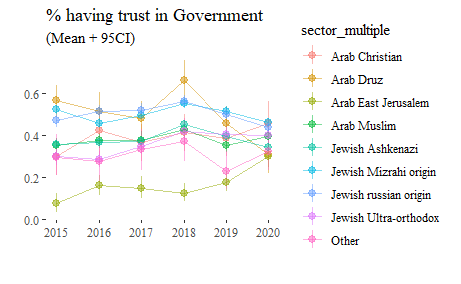 % having trust in Government
(Mean + 95CI)
sector_multiple
Arab Christian
Arab Druz
Arab East Jerusalem
Arab Muslim
Jewish Ashkenazi
Jewish Mizrahi origin
Jewish russian origin
Jewish Ultra-orthodox
Other
0.6
0.4
0.2
0.0
2015 2016 2017 2018 2019 2020